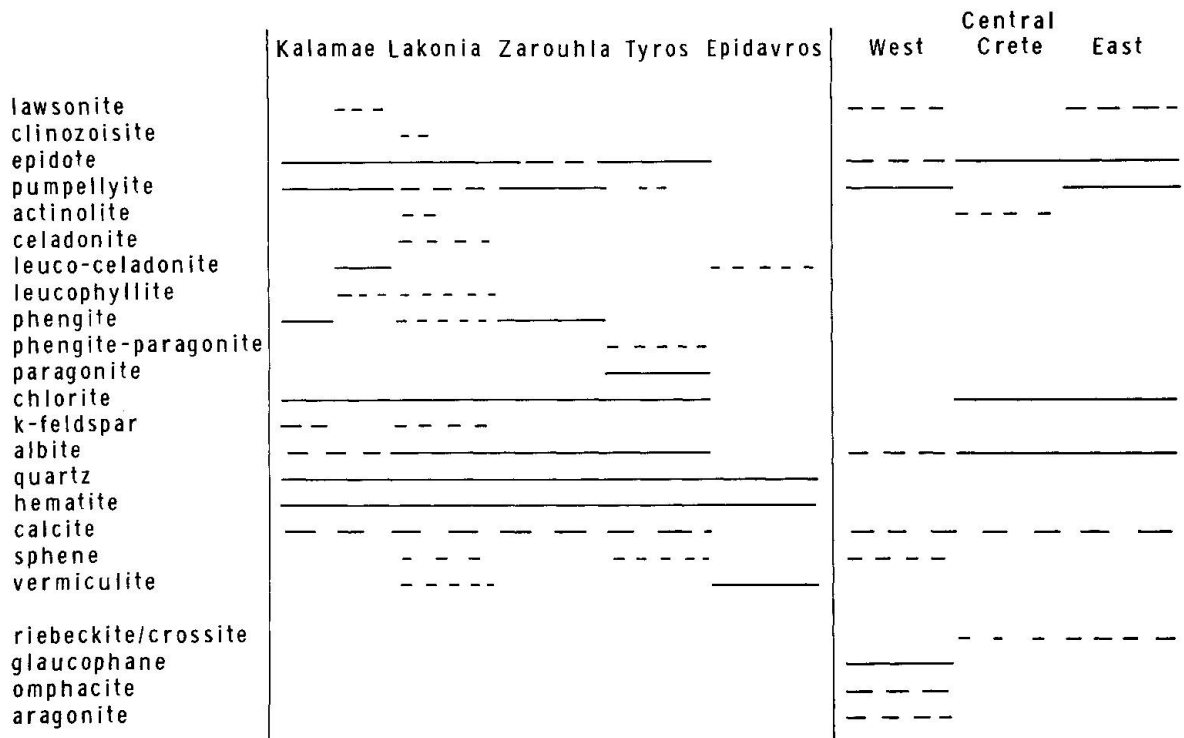 Central
Kalamae Lakonia Zarouhla Tyros Epidavros West Crete East
lawsonite
clinozoisite
epidote
pumpellyite
actinolite
celadonite
leuco-celadonite
leucophyllite
phengite
phengite-paragonite
paragonite
chlorite
k-feldspar
albite
quartz
hematite
calcite
sphene
vermiculite
riebeckite/crossite
glaucophane
omphacite
aragonite